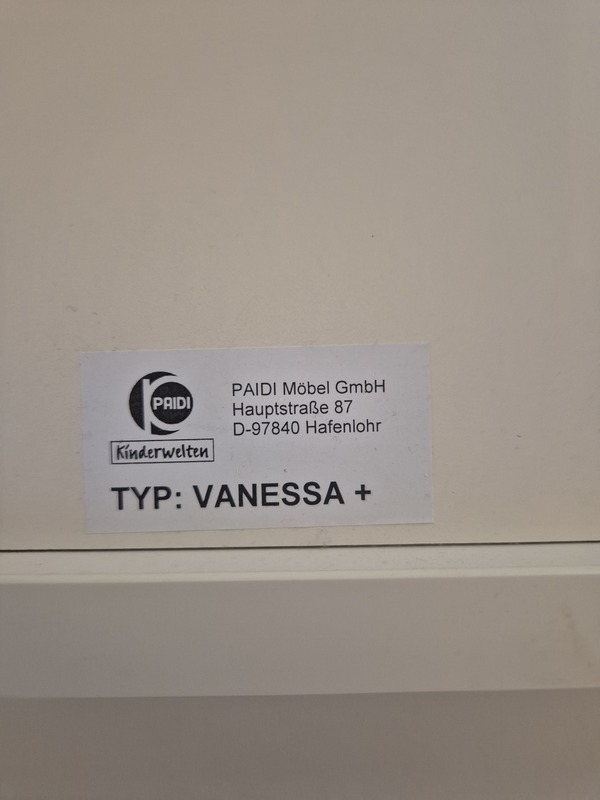 PAIDI
Kinderwelten
PAIDI Möbel GmbH
Hauptstraße 87
D-97840 Hafenlohr
TYP: VANESSA +